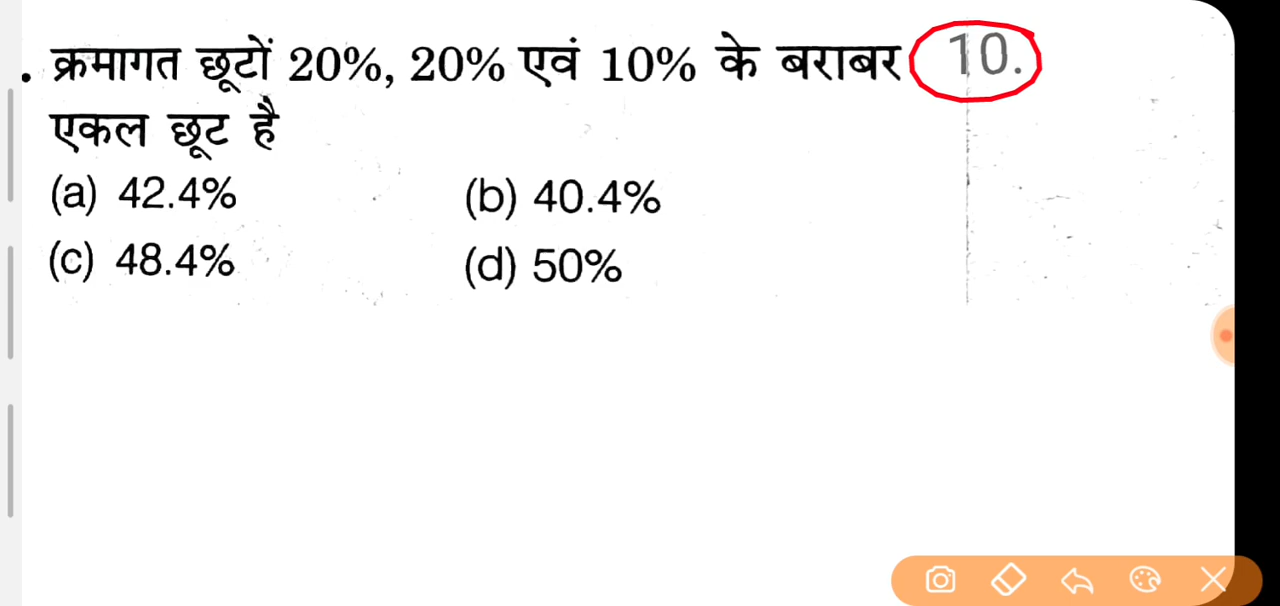 . क्रमागत छूटों 20%, 20% एवं 10% के बराबर 10.
एकल छूट है
(a) 42.4% (b) 40.4%
(c) 48.4% (d) 50%